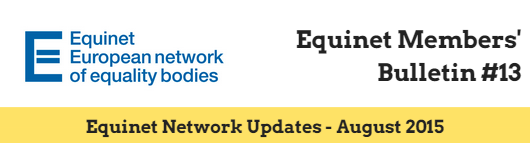 Equinet
European network
of equality bodies
Equinet Members'
Bulletin #13
Equinet Network Updates - August 2015